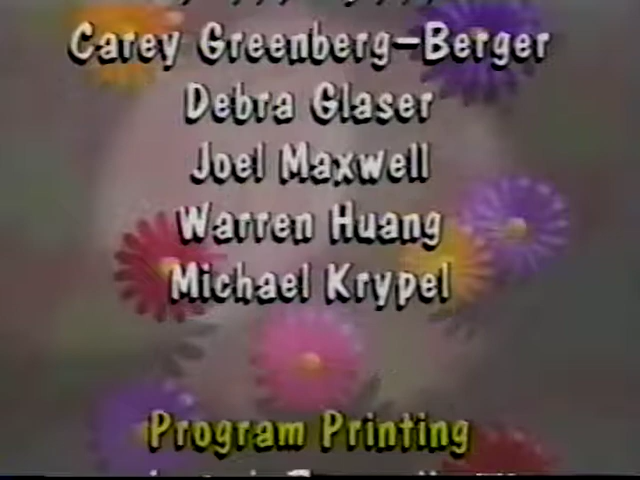 Carey Greenberg-Berger
Debra Glaser
Joel Maxwell
Warren Huang
Michael Krypel
Program Printing